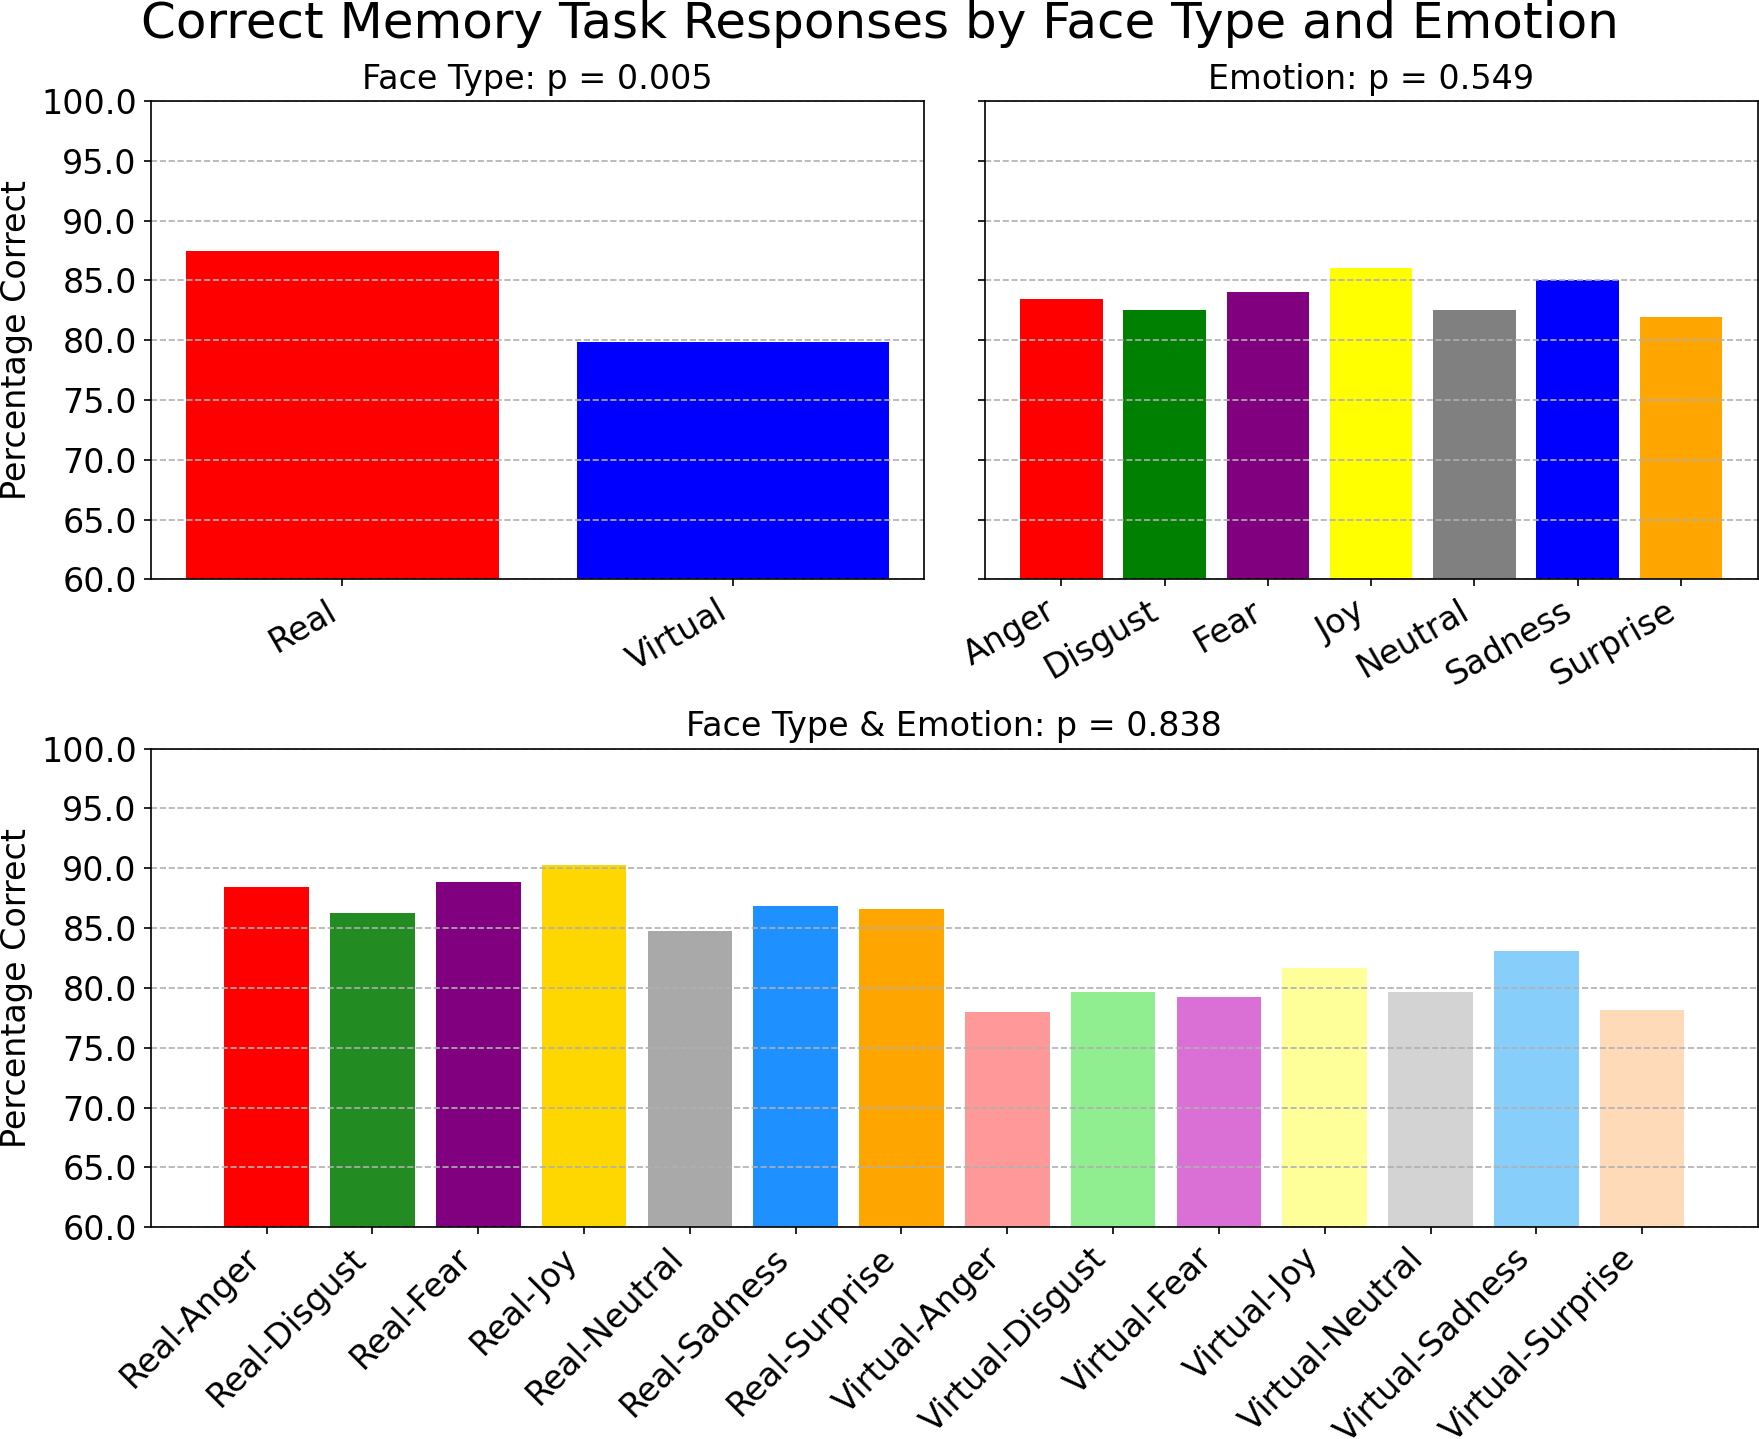 Correct Memory Task Responses by Face Type and Emotion
Face Type: p = 0.005
Percentage Correct
100.0
95.0
90.0
85.0
80.0
75.0
70.0
65.0
60.0
Real
Virtual
Emotion: p = 0.549
Anger
Disgust
Fear
Joy
Neutral
Sadness
Surprise
Face Type & Emotion: p = 0.838
Percentage Correct
100.0
95.0
90.0
85.0
80.0
75.0
70.0
65.0
60.0
Real-Anger
Real-Disgust
Real-Fear
Real-Joy
Real-Neutral
Real-Sadness
Real-Surprise
Virtual-Anger
Virtual-Disgust
Virtual-Fear
Virtual-Joy
Virtual-Neutral
Virtual-Sadness
Virtual-Surprise